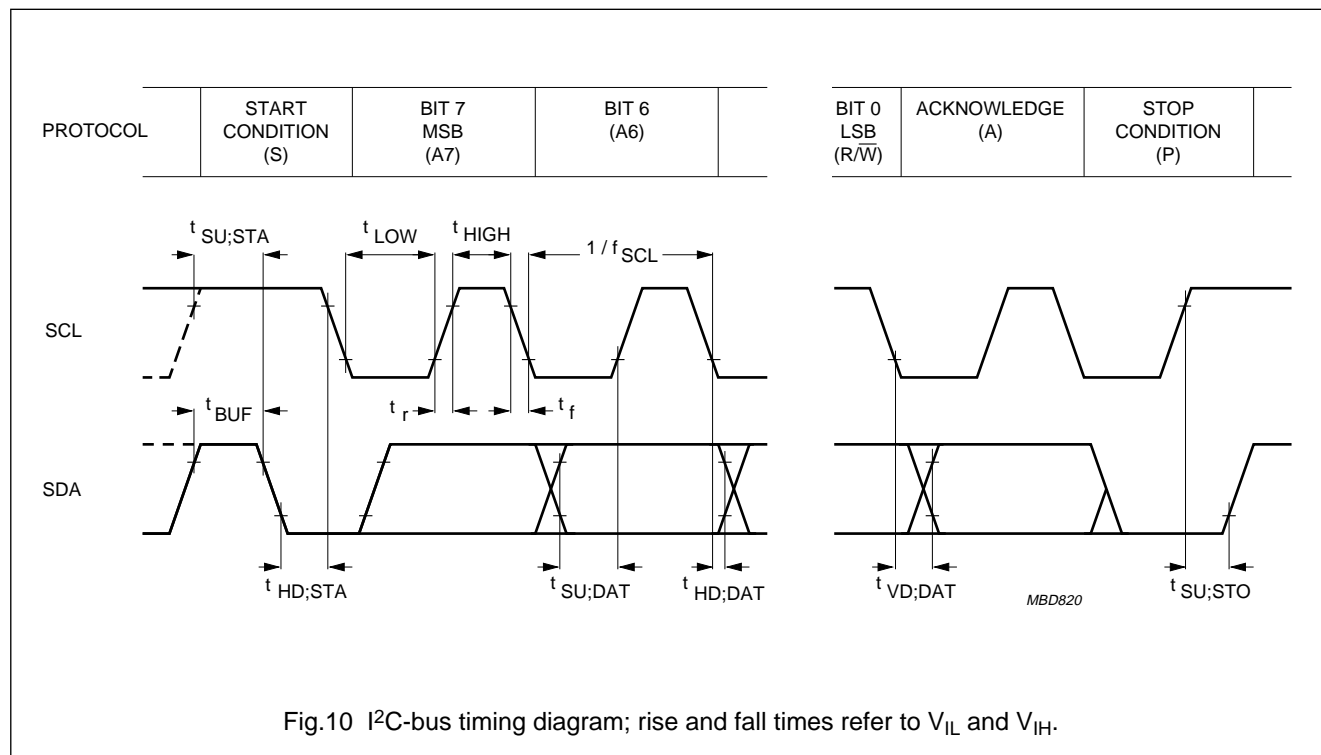 PROTOCOL
START
CONDITION
(S)
BIT 7
MSB
(A7)
BIT 6
(A6)
BIT 0
LSB
(R/W̅)
ACKNOWLEDGE
(A)
STOP
CONDITION
(P)
t SU;STA
t LOW
t HIGH
1 / f SCL
SCL
t BUF
t r
t f
SDA
t HD;STA
t SU;DAT
t HD;DAT
t VD;DAT
MBD820
t SU;STO
Fig.10 I²C-bus timing diagram; rise and fall times refer to V_IL and V_IH.